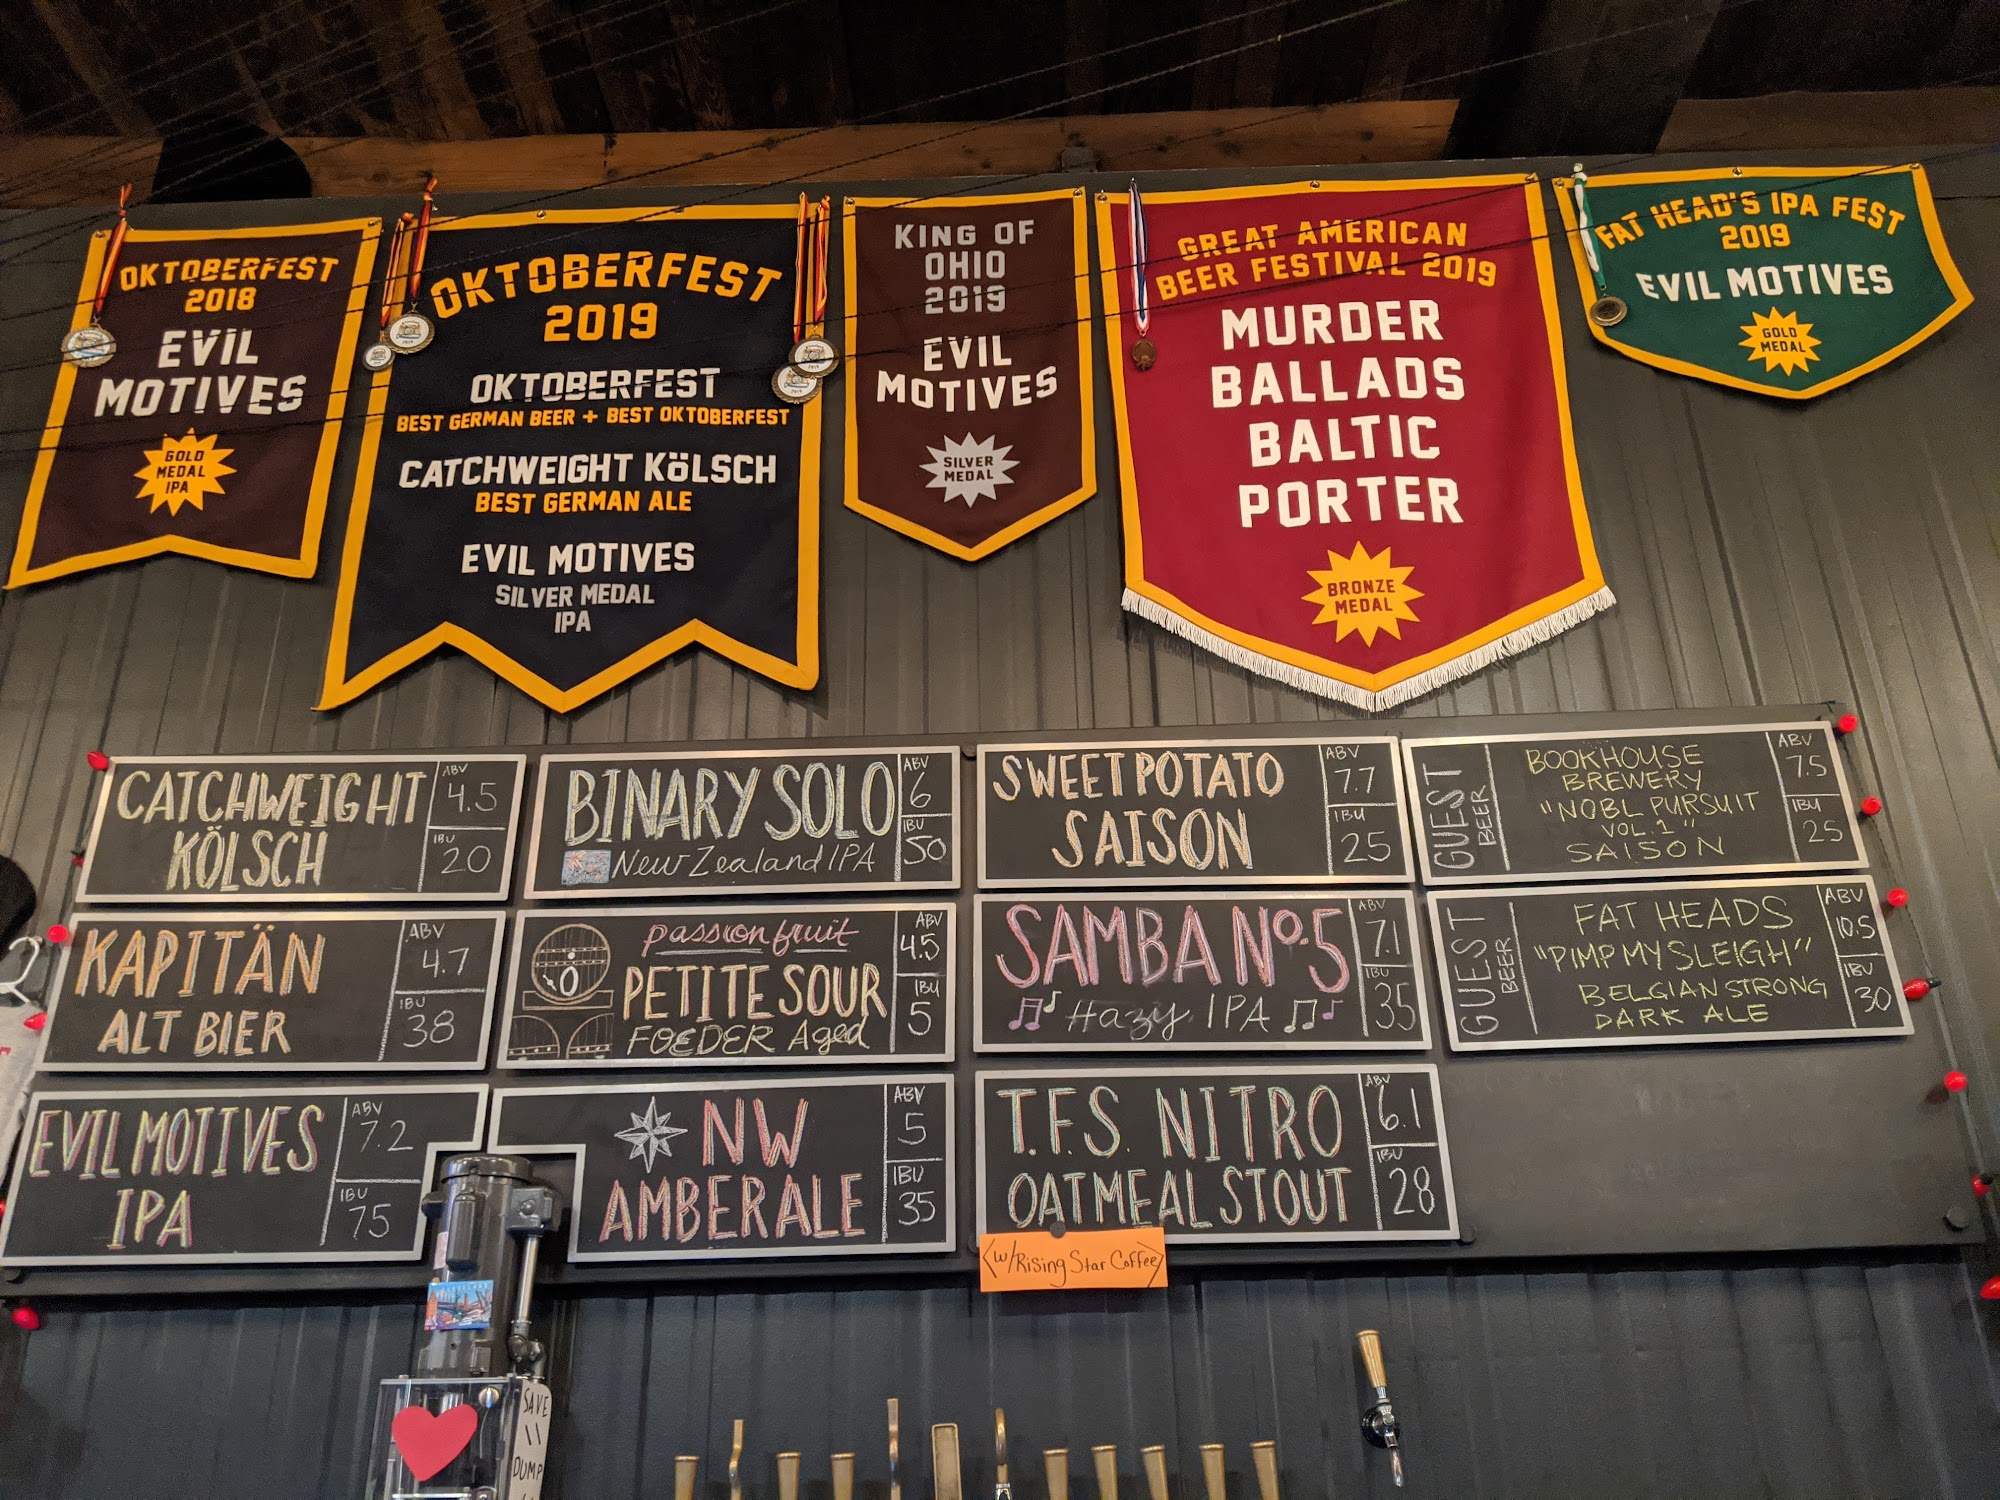 OKTOBERFEST
2018
EVIL
MOTIVES
GOLD
MEDAL
IPA
OKTOBERFEST
2019
OKTOBERFEST
BEST GERMAN BEER + BEST OKTOBERFEST
CATCHWEIGHT KÖLSCH
BEST GERMAN ALE
EVIL MOTIVES
SILVER MEDAL
IPA
KING OF
OHIO
2019
EVIL
MOTIVES
SILVER
MEDAL
GREAT AMERICAN
BEER FESTIVAL 2019
MURDER
BALLADS
BALTIC
PORTER
BRONZE
MEDAL
FAT HEAD'S IPA FEST
2019
EVIL MOTIVES
GOLD
MEDAL
CATCHWEIGHT
KÖLSCH
ABV
4.5
IBU
20
BINARY SOLO
New Zealand IPA
ABV
6
IBU
50
SWEET POTATO
SAISON
ABV
7.7
IBU
25
GUEST
BEER
BOOKHOUSE
BREWERY
"NOBL PURSUIT
VOL. 1"
SAISON
ABV
7.5
IBU
25
KAPITÄN
ALT BIER
ABV
4.7
IBU
38
passionfruit
PETITE SOUR
FOEDER Aged
ABV
4.5
IBU
5
SAMBA No. 5
Hazy IPA
ABV
7.1
IBU
35
GUEST
BEER
FAT HEADS
"PIMP MY SLEIGH"
BELGIAN STRONG
DARK ALE
ABV
10.5
IBU
30
EVIL MOTIVES
IPA
ABV
7.2
IBU
75
NW
AMBER ALE
ABV
5
IBU
35
T.F.S. NITRO
OATMEAL STOUT
ABV
6.1
IBU
28
w/Rising Star Coffee
SAVE
DUMP